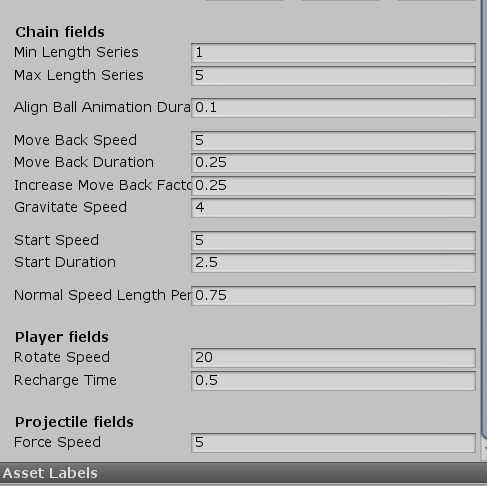 Chain fields
Min Length Series 1
Max Length Series 5
Align Ball Animation Dura 0.1
Move Back Speed 5
Move Back Duration 0.25
Increase Move Back Facto 0.25
Gravitate Speed 4
Start Speed 5
Start Duration 2.5
Normal Speed Length Per 0.75
Player fields
Rotate Speed 20
Recharge Time 0.5
Projectile fields
Force Speed 5
Asset Labels